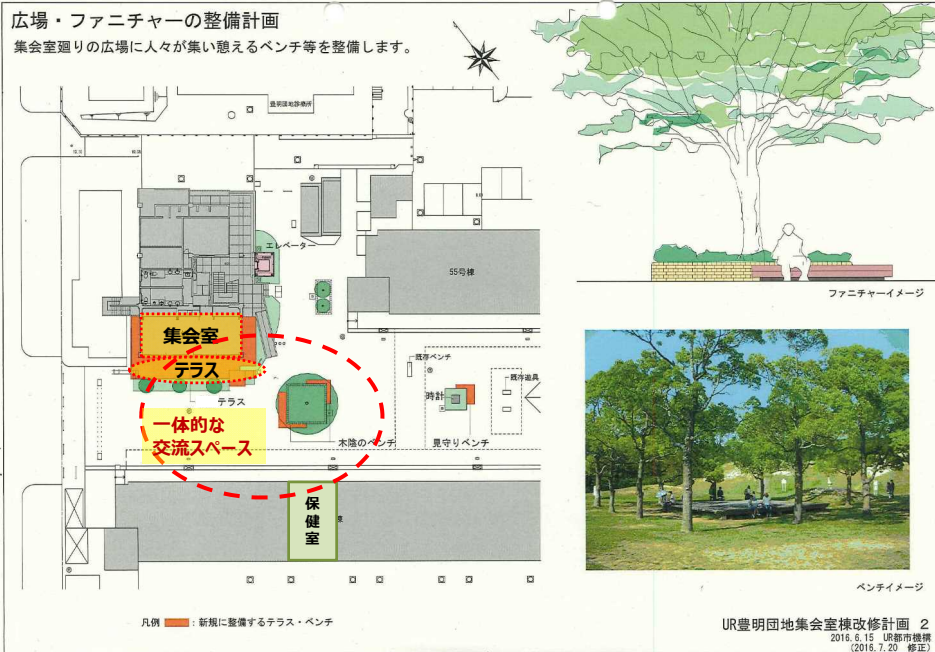 広場・ファニチャーの整備計画
集会室廻りの広場に人々が集い憩えるベンチ等を整備します。
豊明団地診療所
エレベーター
55号棟
ファニチャーイメージ
集会室
テラス
テラス
既存ベンチ
既存遊具
時計
一体的な
交流スペース
木陰のベンチ
見守りベンチ
保健室
棟
ベンチイメージ
凡例 :新規に整備するテラス・ベンチ
UR豊明団地集会室棟改修計画 2
2016.6.15 UR都市機構
(2016.7.20 修正)